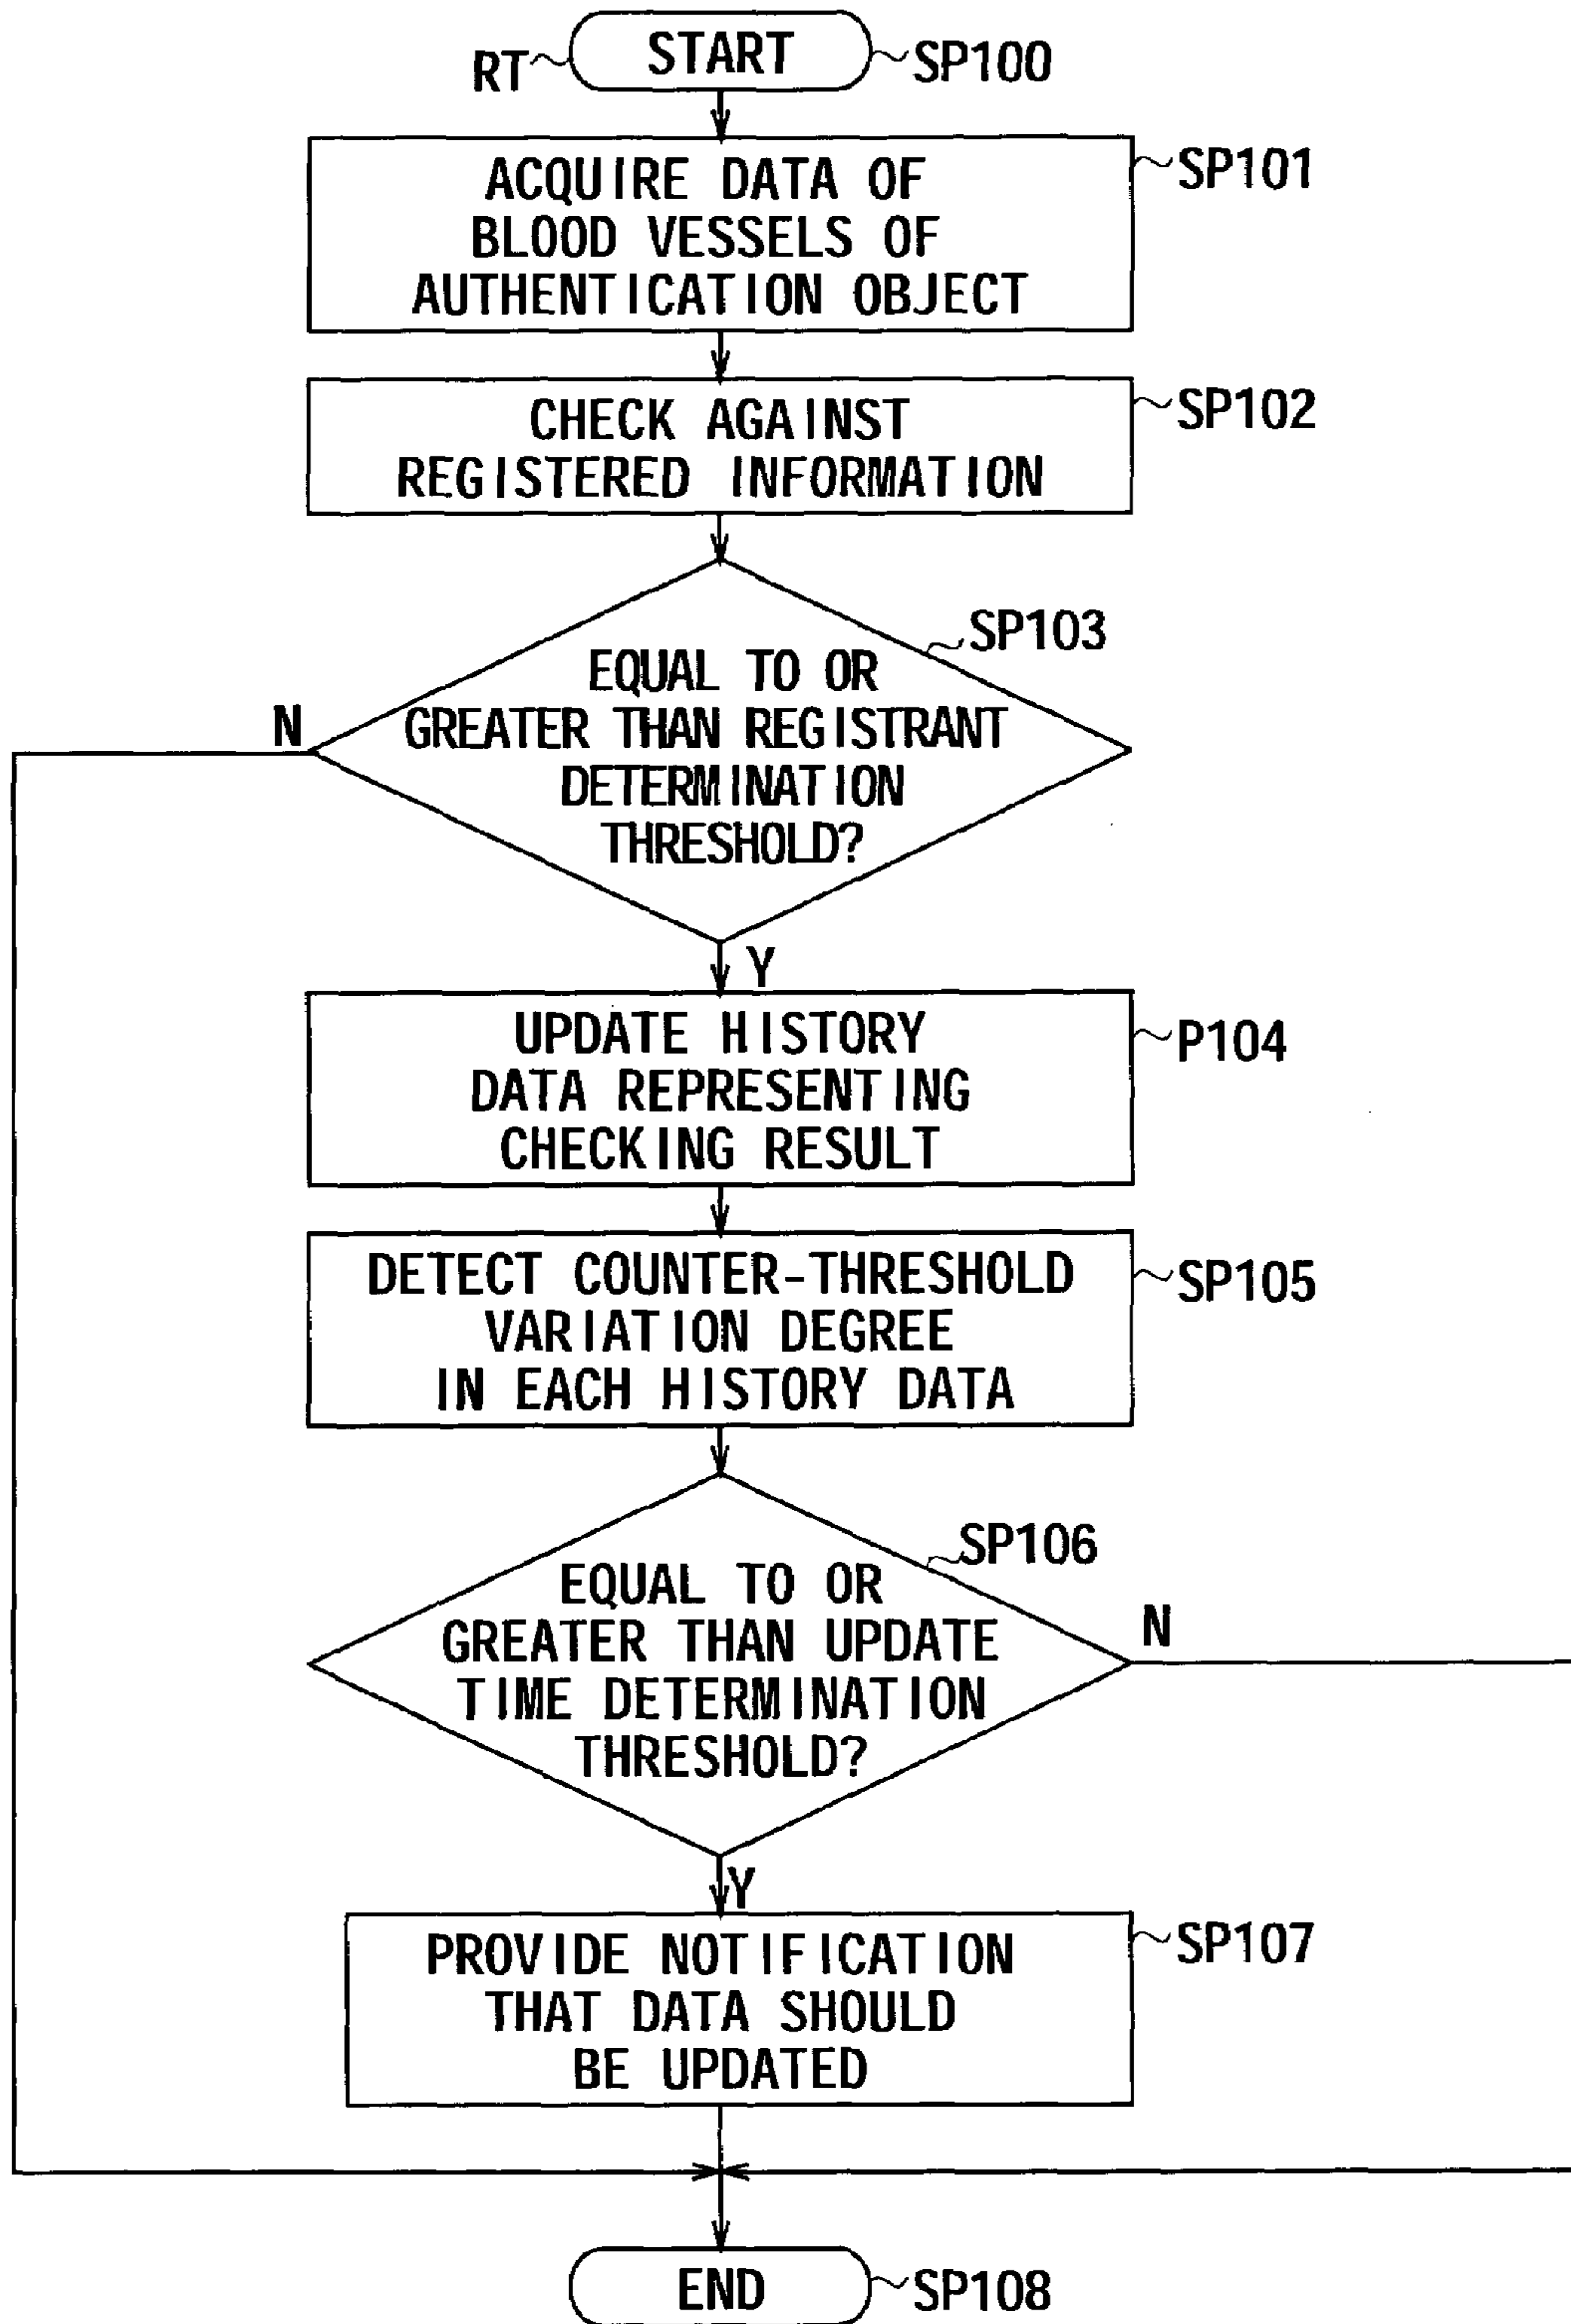 RT START SP100
ACQUIRE DATA OF
BLOOD VESSELS OF
AUTHENTICATION OBJECT
SP101
CHECK AGAINST
REGISTERED INFORMATION
SP102
SP103
EQUAL TO OR
GREATER THAN REGISTRANT
DETERMINATION
THRESHOLD?
N
Y
UPDATE HISTORY
DATA REPRESENTING
CHECKING RESULT
P104
DETECT COUNTER-THRESHOLD
VARIATION DEGREE
IN EACH HISTORY DATA
SP105
SP106
EQUAL TO OR
GREATER THAN UPDATE
TIME DETERMINATION
THRESHOLD?
N
Y
PROVIDE NOTIFICATION
THAT DATA SHOULD
BE UPDATED
SP107
END SP108